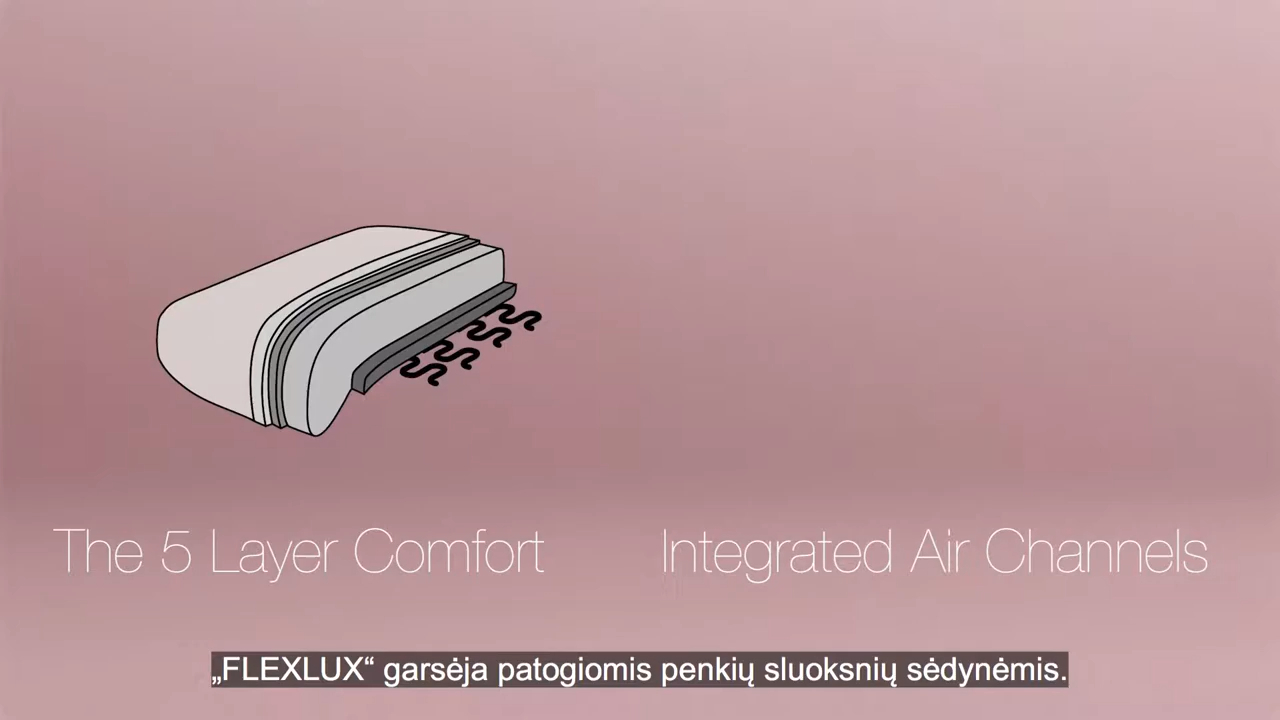 The 5 Layer Comfort
Integrated Air Channels
„FLEXLUX“ garsėja patogiomis penkių sluoksnių sėdynėmis.